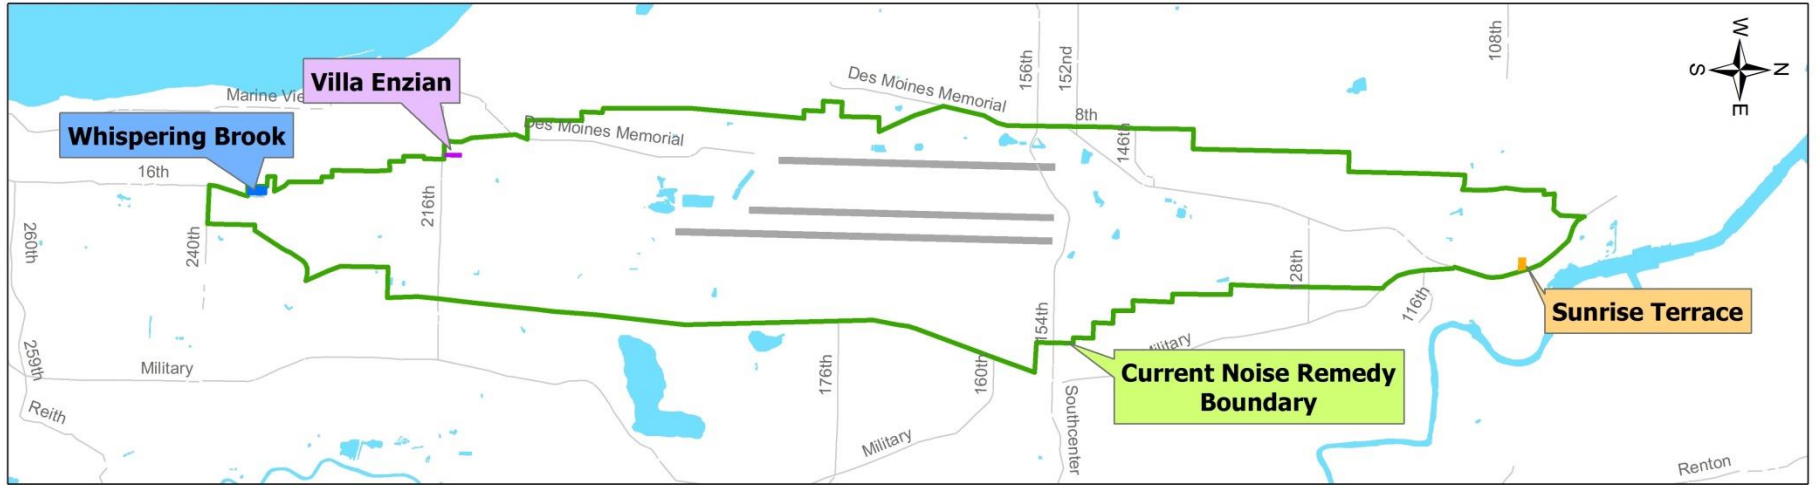 156th
152nd
108th
W
S
N
E
Des Moines Memorial
Villa Enzian
Marine Vie
8th
Whispering Brook
Des Moines Memorial
146th
16th
216th
260th
240th
28th
116th
Sunrise Terrace
154th
Military
259th
Military
176th
160th
Current Noise Remedy
Boundary
Reith
Southcenter
Military
Renton